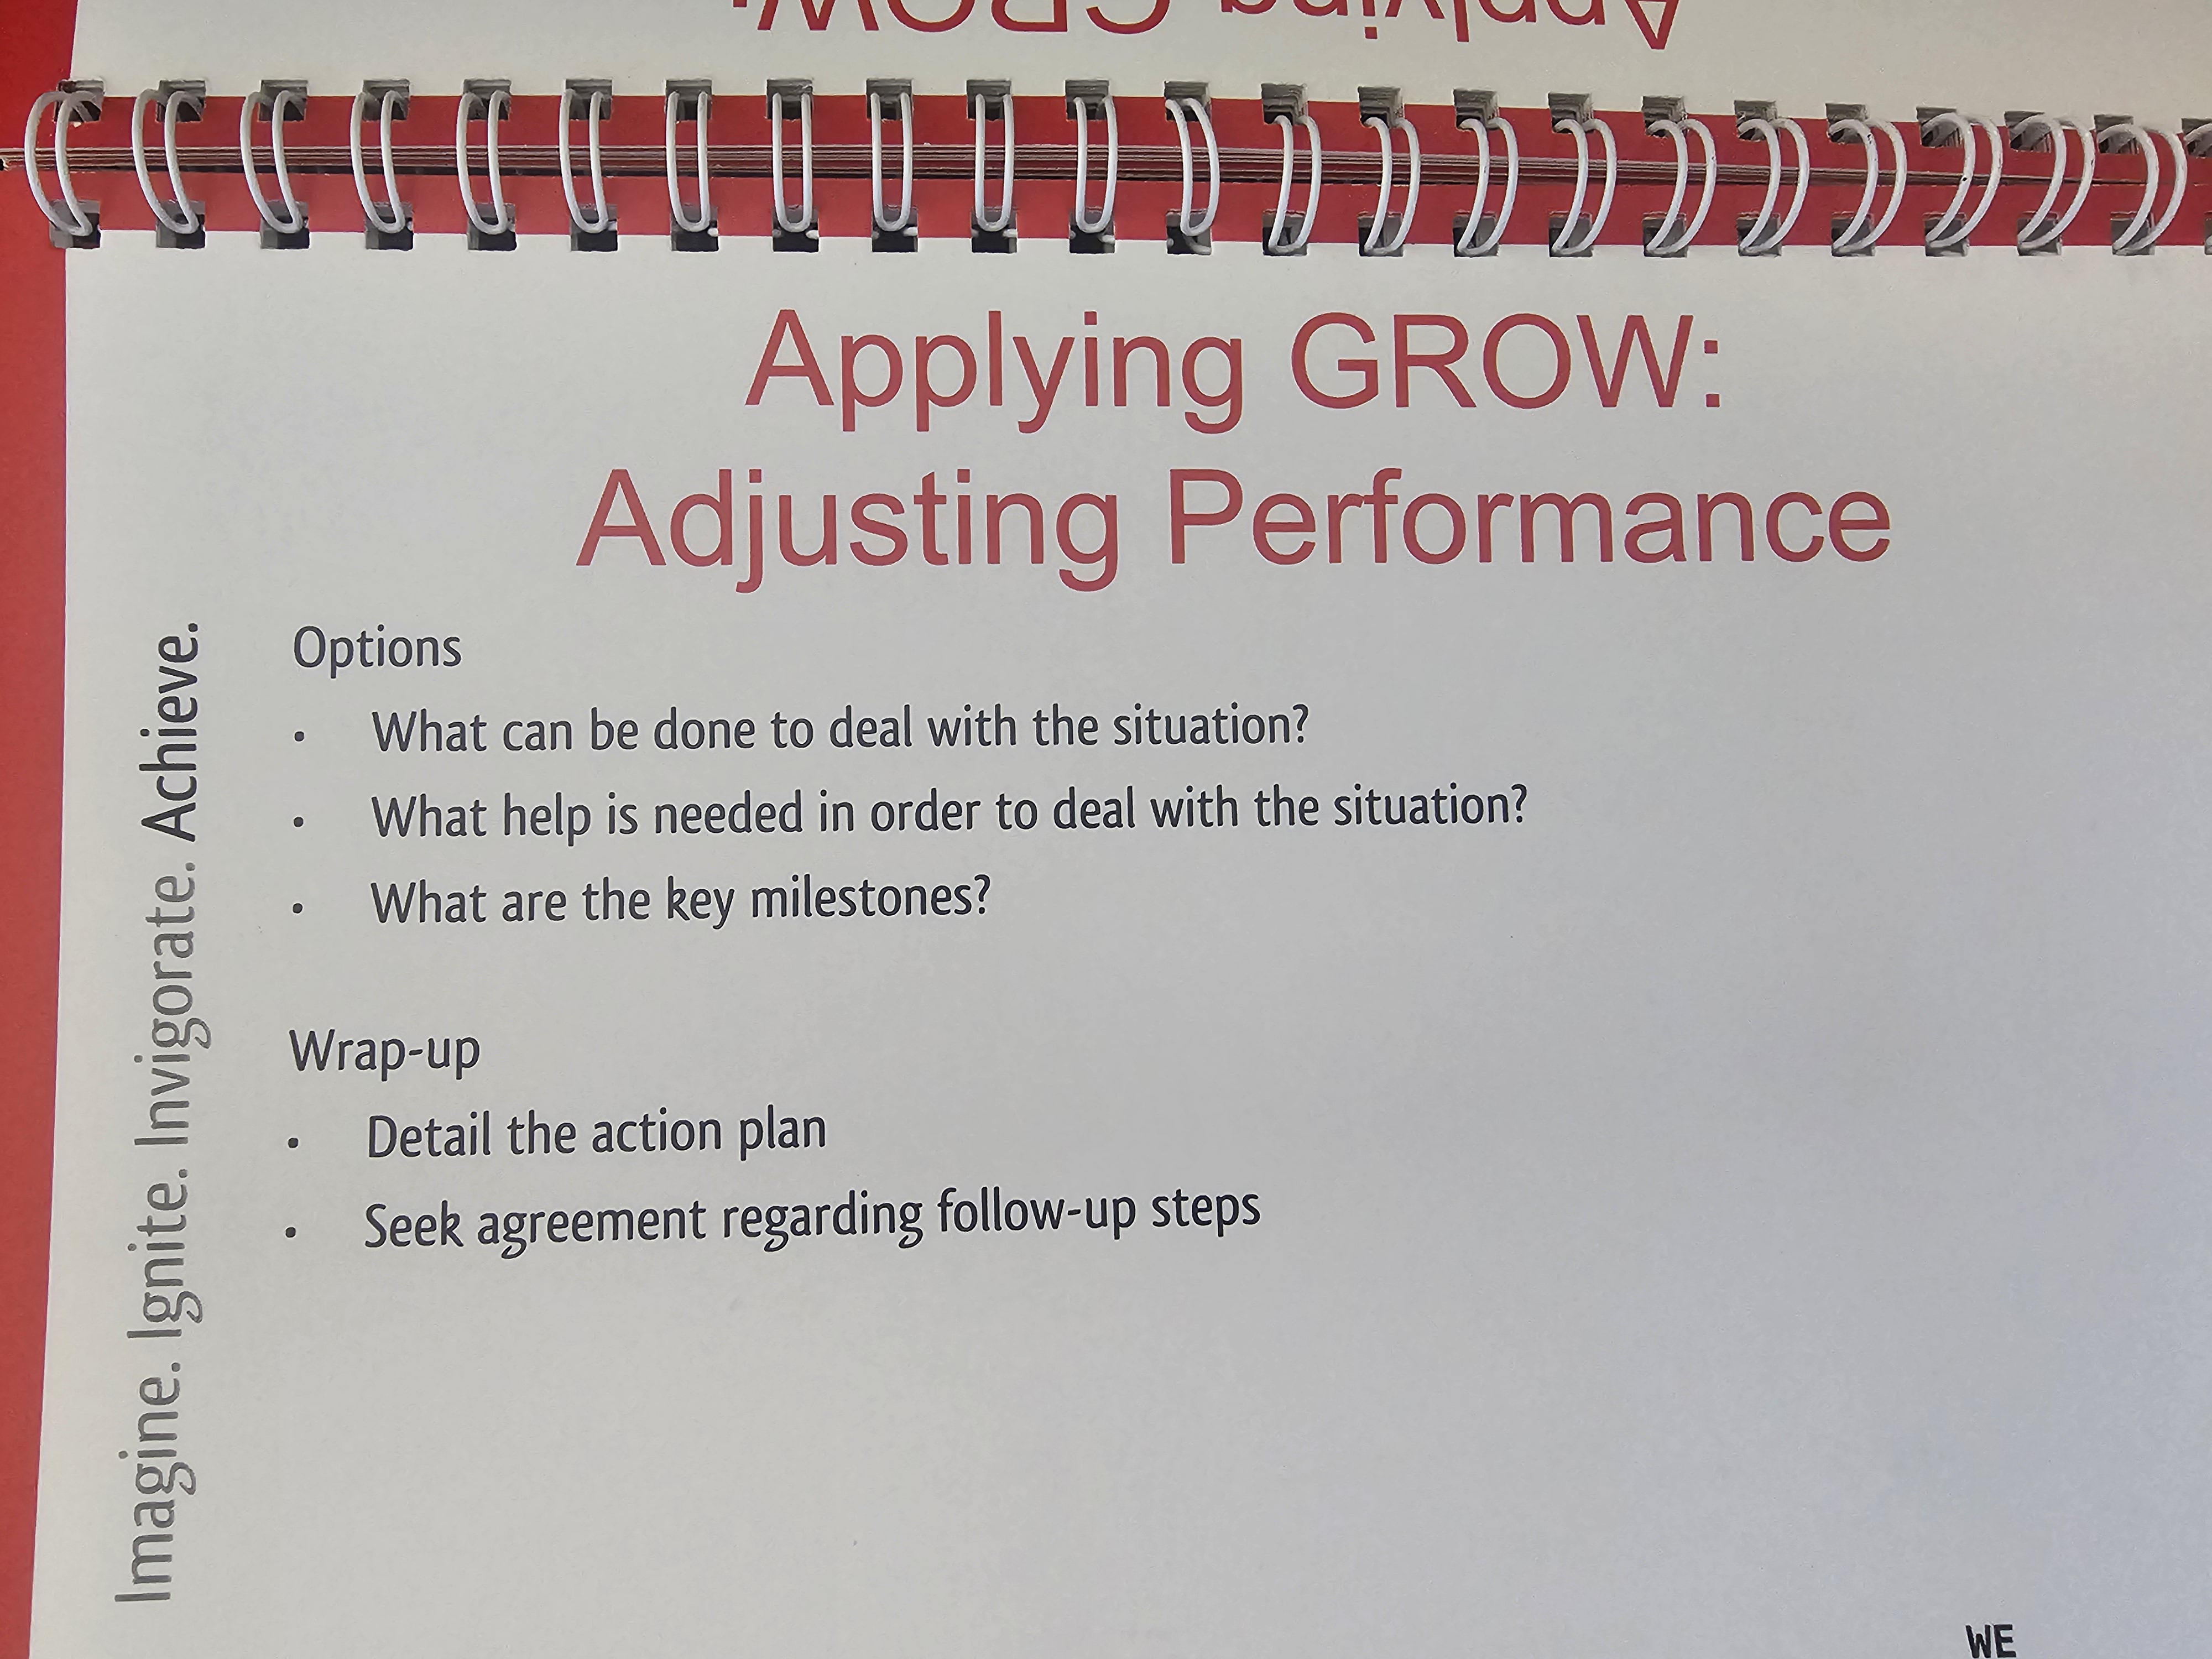 Applying GROW:
Applying GROW:
Adjusting Performance
Options
• What can be done to deal with the situation?
• What help is needed in order to deal with the situation?
• What are the key milestones?
Wrap-up
• Detail the action plan
• Seek agreement regarding follow-up steps
Imagine. Ignite. Invigorate. Achieve.
WE